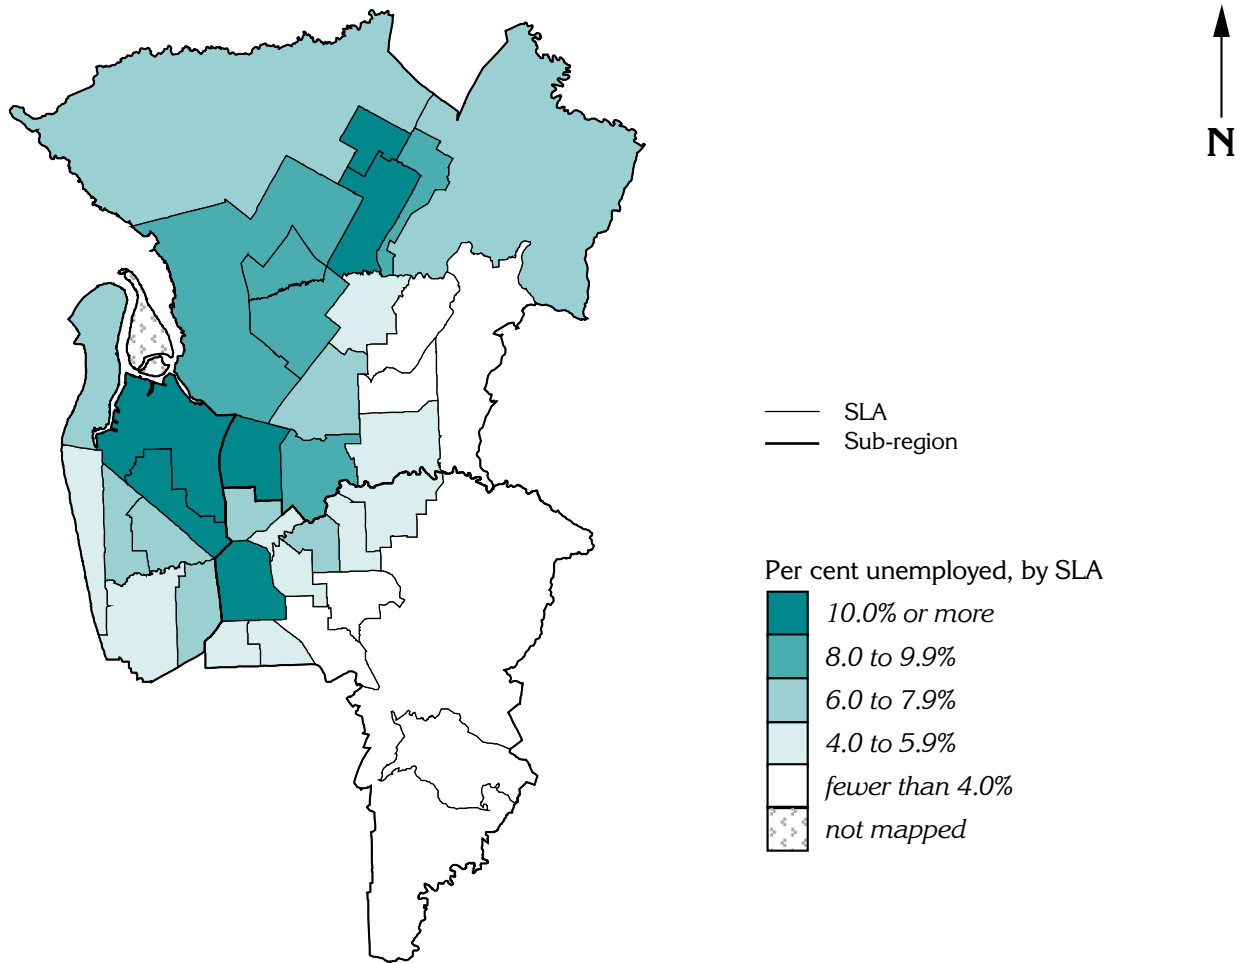 N
SLA
Sub-region
Per cent unemployed, by SLA
10.0% or more
8.0 to 9.9%
6.0 to 7.9%
4.0 to 5.9%
fewer than 4.0%
not mapped